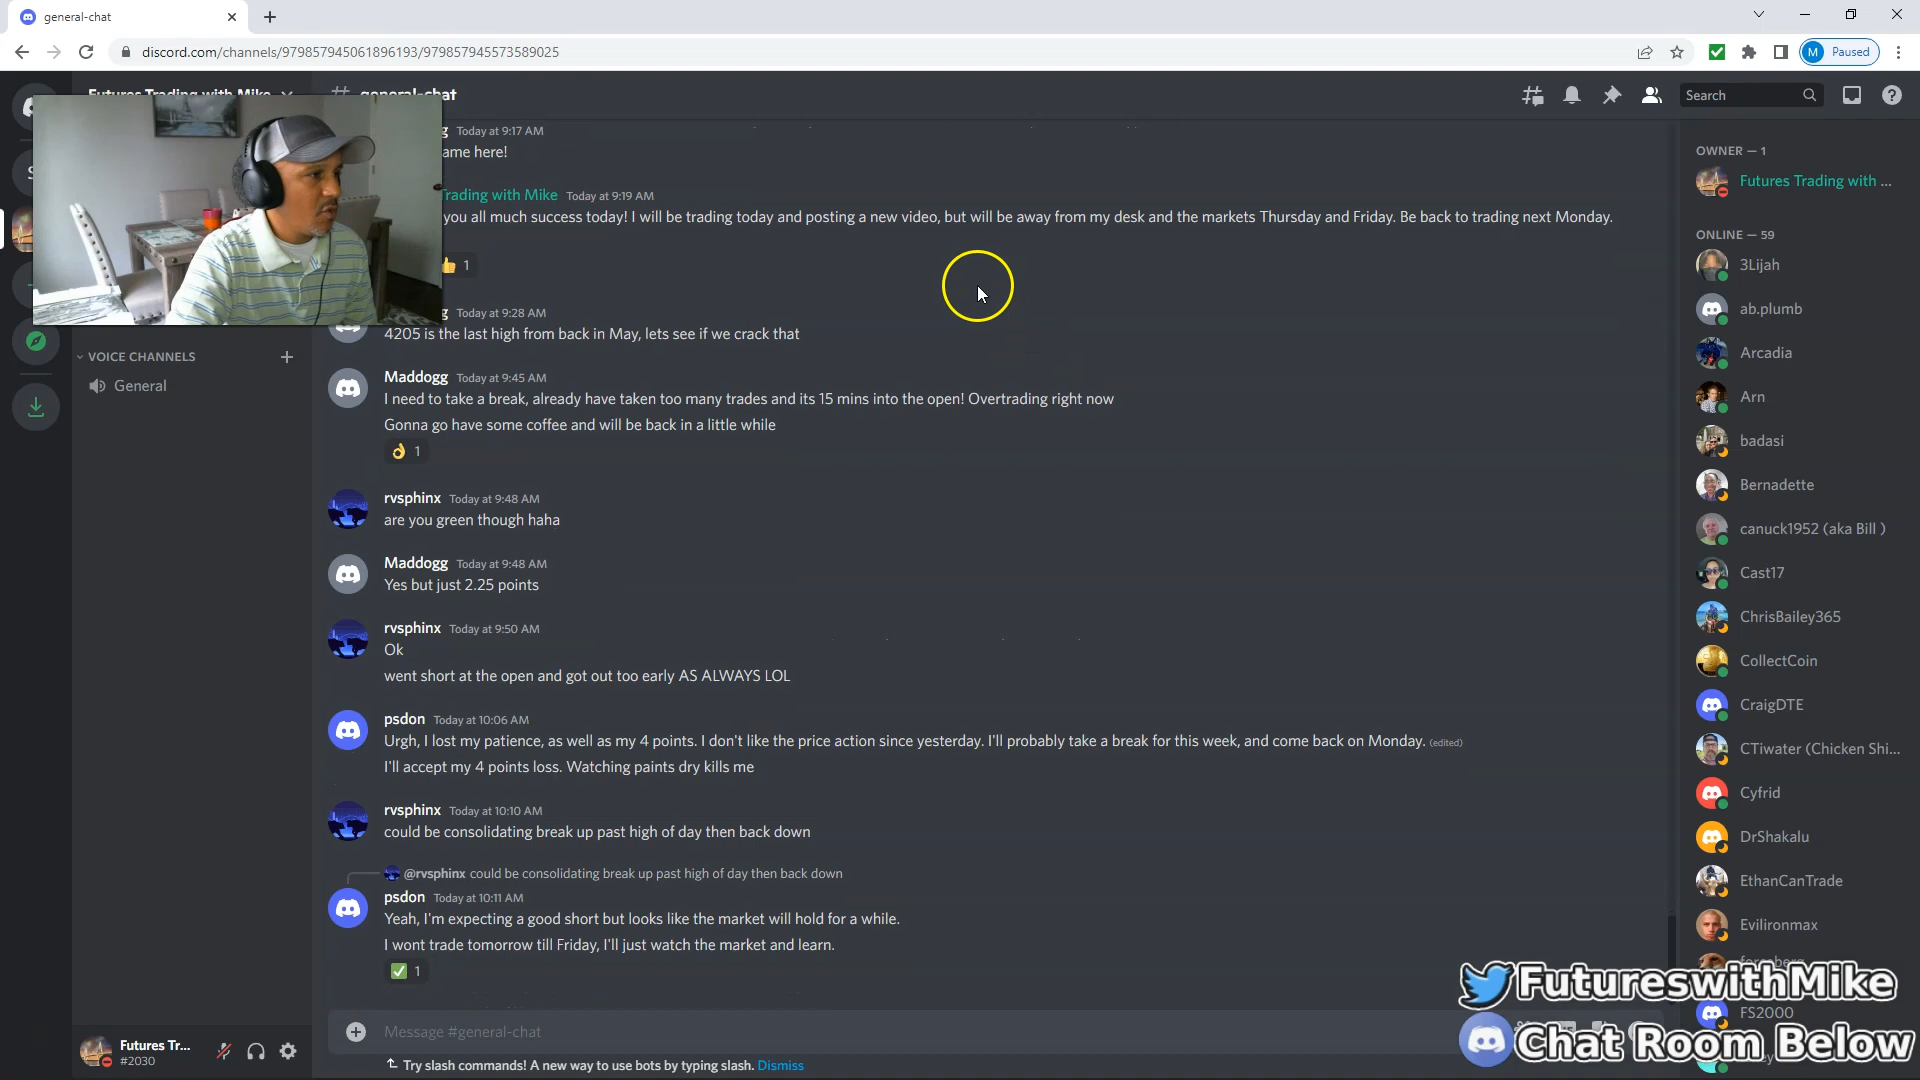 general-chat
discord.com/channels/979857945061896193/979857945573589025
M Paused
Futures Trading with Mike
general-chat
Search
Today at 9:17 AM
ame here!
Trading with Mike Today at 9:19 AM
you all much success today! I will be trading today and posting a new video, but will be away from my desk and the markets Thursday and Friday. Be back to trading next Monday.
👍 1
g Today at 9:28 AM
4205 is the last high from back in May, lets see if we crack that
Maddogg Today at 9:45 AM
I need to take a break, already have taken too many trades and its 15 mins into the open! Overtrading right now
Gonna go have some coffee and will be back in a little while
👌 1
rvsphinx Today at 9:48 AM
are you green though haha
Maddogg Today at 9:48 AM
Yes but just 2.25 points
rvsphinx Today at 9:50 AM
Ok
went short at the open and got out too early AS ALWAYS LOL
psdon Today at 10:06 AM
Urgh, I lost my patience, as well as my 4 points. I don't like the price action since yesterday. I'll probably take a break for this week, and come back on Monday. (edited)
I'll accept my 4 points loss. Watching paints dry kills me
rvsphinx Today at 10:10 AM
could be consolidating break up past high of day then back down
@rvsphinx could be consolidating break up past high of day then back down
psdon Today at 10:11 AM
Yeah, I'm expecting a good short but looks like the market will hold for a while.
I wont trade tomorrow till Friday, I'll just watch the market and learn.
✅ 1
Message #general-chat
Try slash commands! A new way to use bots by typing slash. Dismiss
VOICE CHANNELS
General
Futures Tr...
#2030
OWNER — 1
Futures Trading with ...
ONLINE — 59
3Lijah
ab.plumb
Arcadia
Arn
badasi
Bernadette
canuck1952 (aka Bill )
Cast17
ChrisBailey365
CollectCoin
CraigDTE
CTiwater (Chicken Shi...
Cyfrid
DrShakalu
EthanCanTrade
Evilironmax
FS2000
FutureswithMike
Chat Room Below